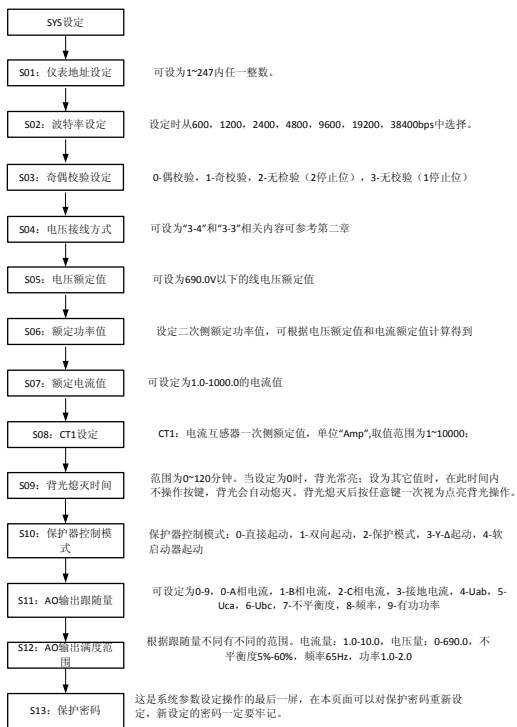 SYS设定
S01：仪表地址设定
可设为1~247内任一整数。
S02：波特率设定
设定时从600，1200，2400，4800，9600，19200，38400bps中选择。
S03：奇偶校验设定
0-偶校验，1-奇校验，2-无检验（2停止位），3-无校验（1停止位）
S04：电压接线方式
可设为“3-4”和“3-3”相关内容可参考第二章
S05：电压额定值
可设为690.0V以下的线电压额定值
S06：额定功率值
设定二次侧额定功率值，可根据电压额定值和电流额定值计算得到
S07：额定电流值
可设定为1.0-1000.0的电流值
S08：CT1设定
CT1：电流互感器一次侧额定值，单位“Amp”,取值范围为1~10000；
S09：背光熄灭时间
范围为0~120分钟。当设定为0时，背光常亮；设为其它值时，在此时间内
不操作按键，背光会自动熄灭。背光熄灭后按任意键一次视为点亮背光操作。
S10：保护器控制模
式
保护器控制模式：0-直接起动，1-双向起动，2-保护模式，3-Y-Δ起动，4-软
启动器起动
S11：AO输出跟随量
可设定为0-9，0-A相电流，1-B相电流，2-C相电流，3-接地电流，4-Uab，5-
Uca，6-Ubc，7-不平衡度，8-频率，9-有功功率
S12：AO输出满度范
围
根据跟随量不同有不同的范围。电流量：1.0-10.0，电压量：0-690.0，不
平衡度5%-60%，频率65Hz，功率1.0-2.0
S13：保护密码
这是系统参数设定操作的最后一屏，在本页面可以对保护密码重新设
定，新设定的密码一定要牢记。